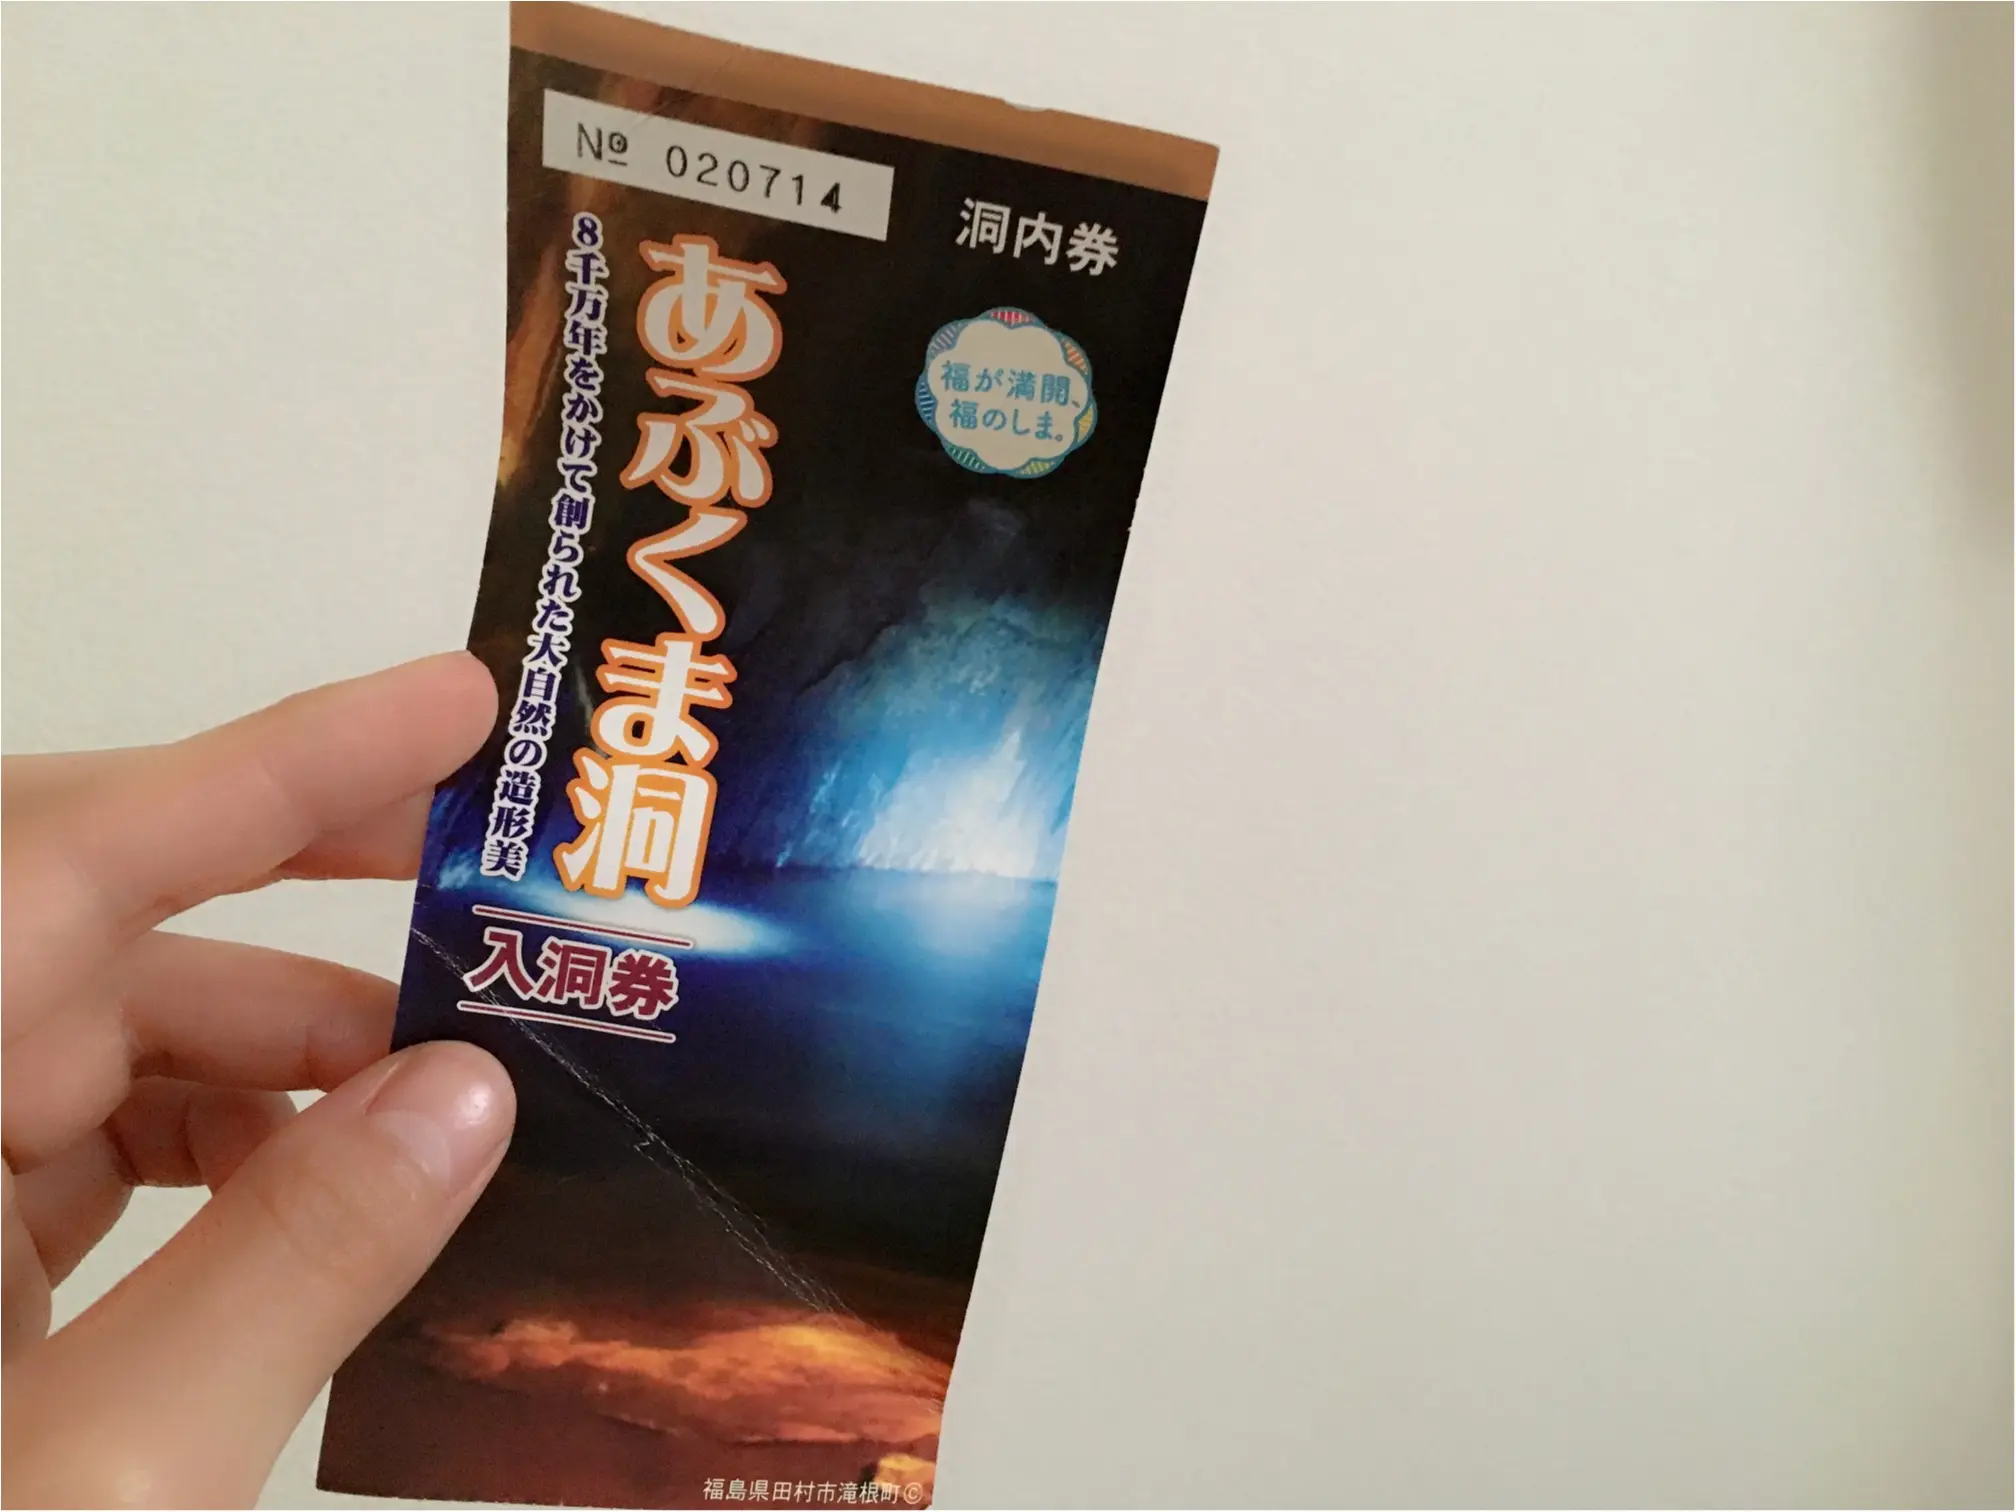 № 020714
洞内券
福が満開、
福のしま。
あぶくま洞
8千万年をかけて創られた大自然の造形美
入洞券
福島県田村市滝根町©